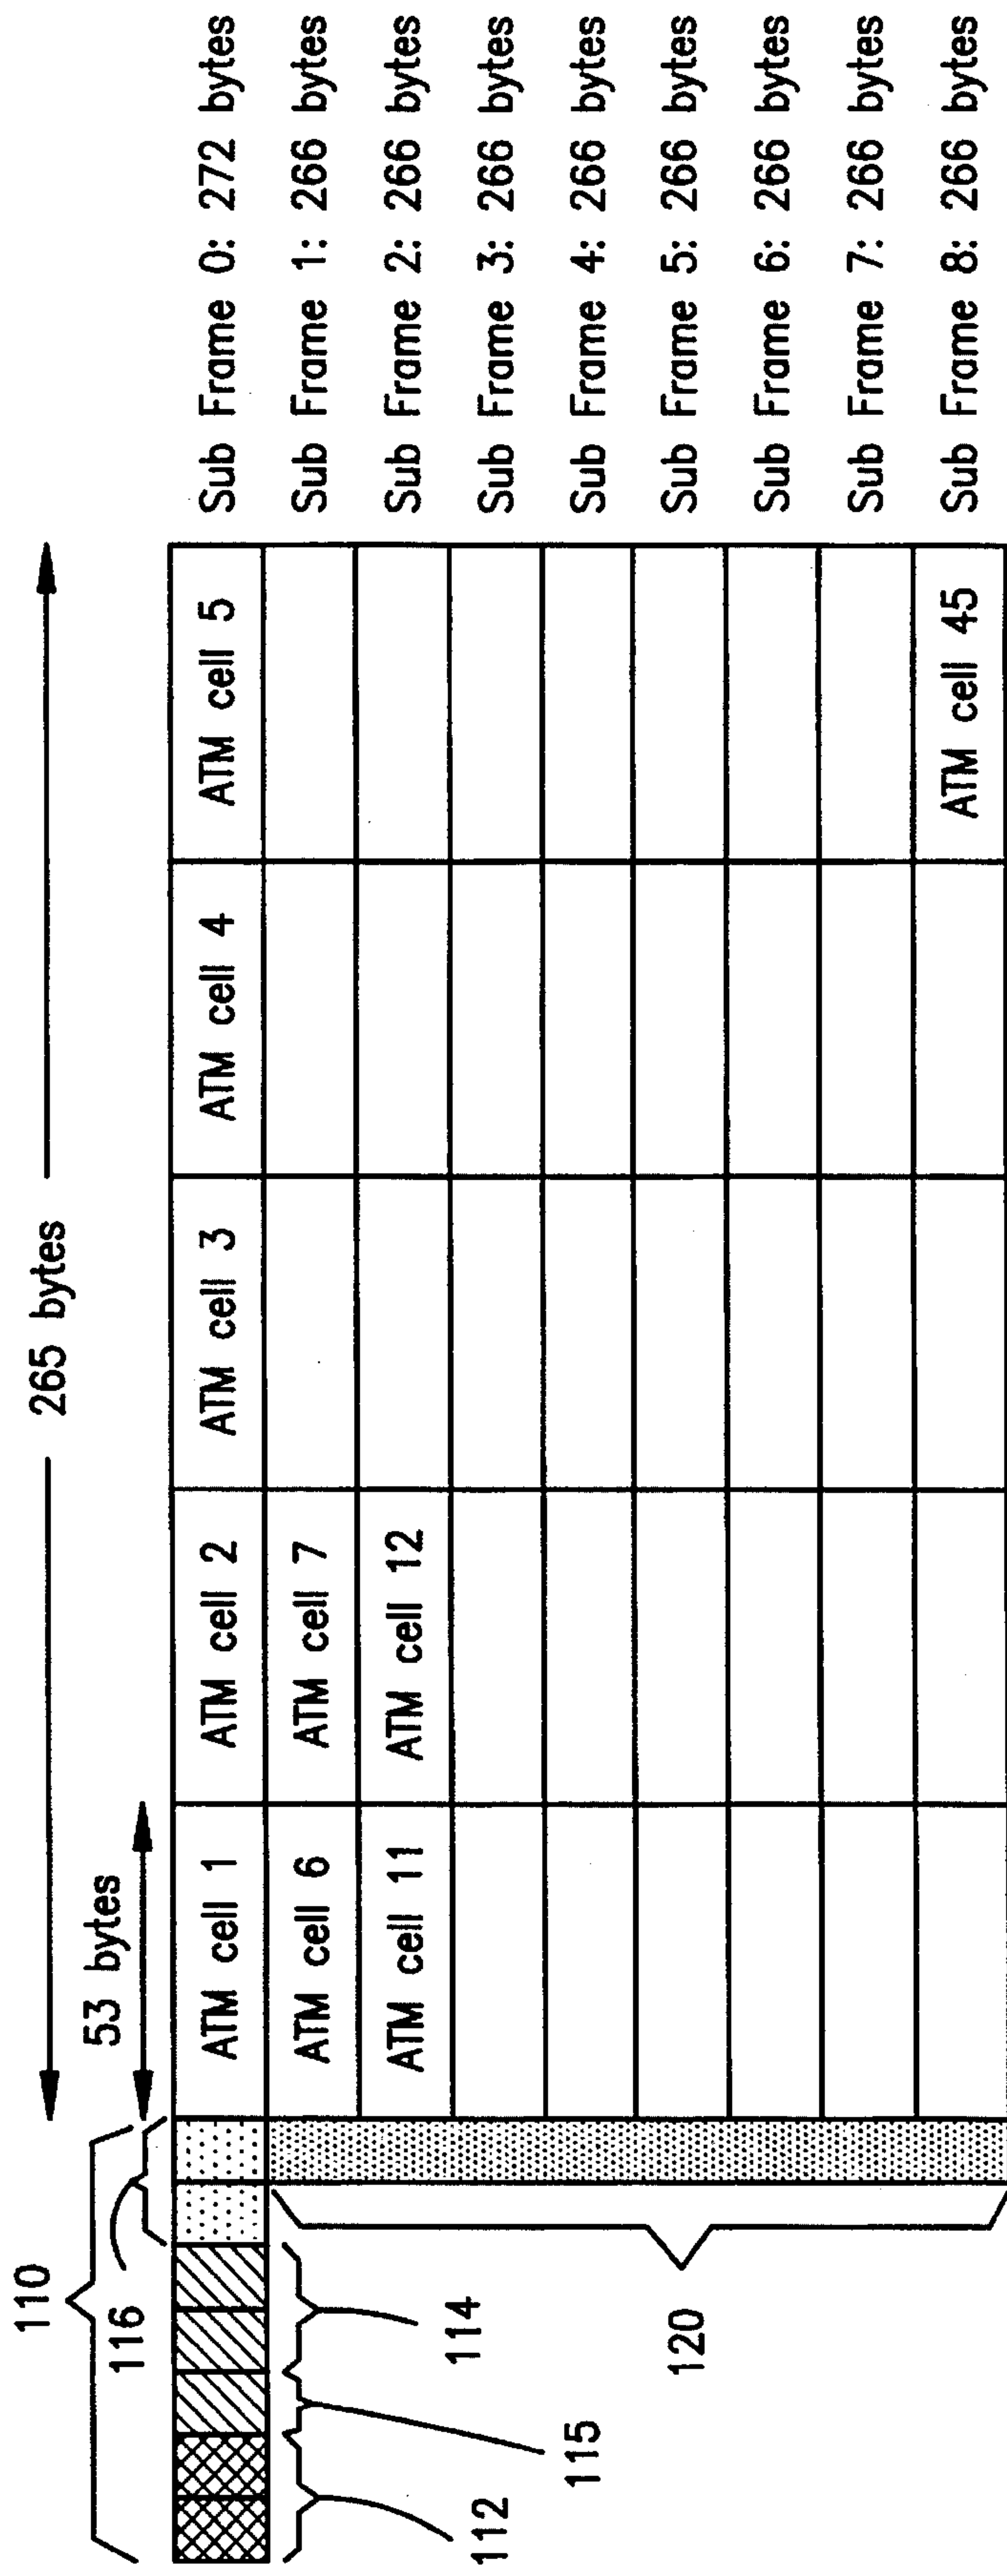 265 bytes
53 bytes
110
116
ATM cell 1 ATM cell 2 ATM cell 3 ATM cell 4 ATM cell 5 Sub Frame 0: 272 bytes
ATM cell 6 ATM cell 7 Sub Frame 1: 266 bytes
ATM cell 11 ATM cell 12 Sub Frame 2: 266 bytes
Sub Frame 3: 266 bytes
Sub Frame 4: 266 bytes
Sub Frame 5: 266 bytes
Sub Frame 6: 266 bytes
Sub Frame 7: 266 bytes
ATM cell 45 Sub Frame 8: 266 bytes
114
112
115
120